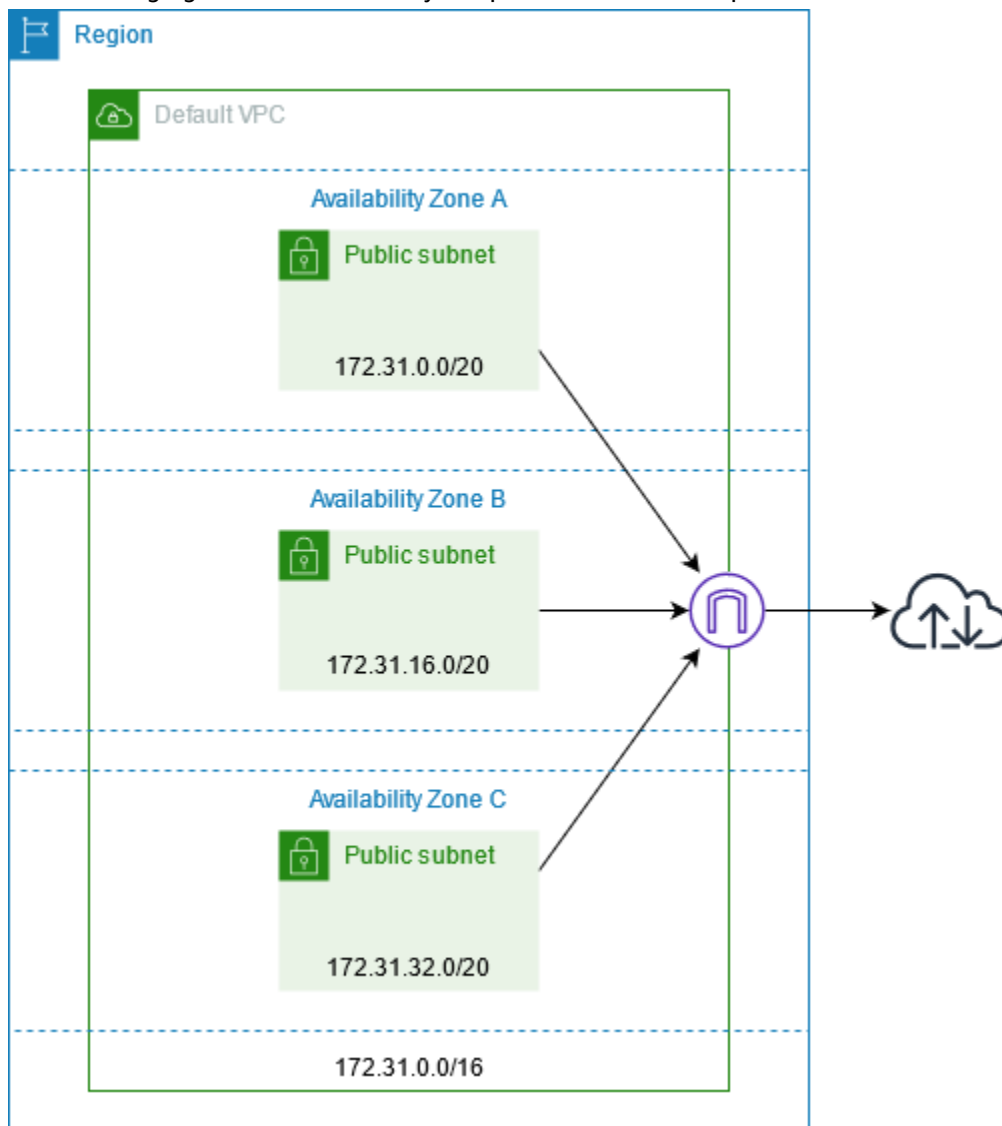 Region
Default VPC
Availability Zone A
Public subnet
172.31.0.0/20
Availability Zone B
Public subnet
172.31.16.0/20
Availability Zone C
Public subnet
172.31.32.0/20
172.31.0.0/16